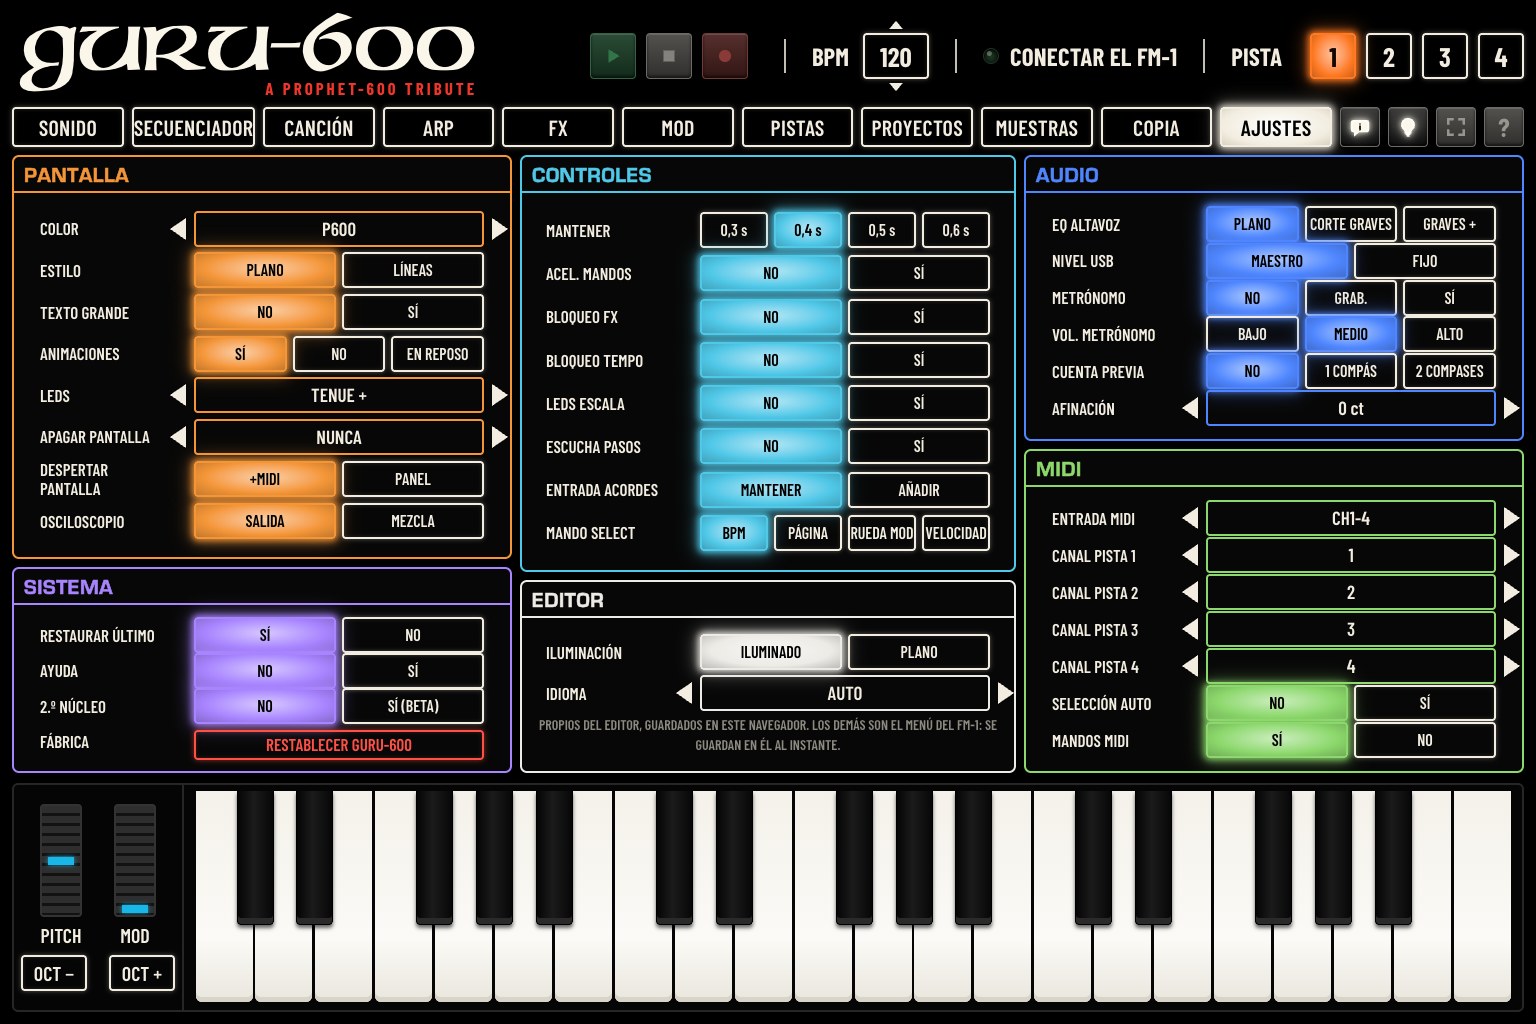 guru-600
A PROPHET-600 TRIBUTE
BPM 120 CONECTAR EL FM-1 PISTA 1 2 3 4
SONIDO SECUENCIADOR CANCIÓN ARP FX MOD PISTAS PROYECTOS MUESTRAS COPIA AJUSTES ?
PANTALLA
COLOR P600
ESTILO PLANO LÍNEAS
TEXTO GRANDE NO SÍ
ANIMACIONES SÍ NO EN REPOSO
LEDS TENUE +
APAGAR PANTALLA NUNCA
DESPERTAR
PANTALLA +MIDI PANEL
OSCILOSCOPIO SALIDA MEZCLA
SISTEMA
RESTAURAR ÚLTIMO SÍ NO
AYUDA NO SÍ
2.º NÚCLEO NO SÍ (BETA)
FÁBRICA RESTABLECER GURU-600
CONTROLES
MANTENER 0,3 s 0,4 s 0,5 s 0,6 s
ACEL. MANDOS NO SÍ
BLOQUEO FX NO SÍ
BLOQUEO TEMPO NO SÍ
LEDS ESCALA NO SÍ
ESCUCHA PASOS NO SÍ
ENTRADA ACORDES MANTENER AÑADIR
MANDO SELECT BPM PÁGINA RUEDA MOD VELOCIDAD
EDITOR
ILUMINACIÓN ILUMINADO PLANO
IDIOMA AUTO
PROPIOS DEL EDITOR, GUARDADOS EN ESTE NAVEGADOR. LOS DEMÁS SON EL MENÚ DEL FM-1: SE
GUARDAN EN ÉL AL INSTANTE.
AUDIO
EQ ALTAVOZ PLANO CORTE GRAVES GRAVES +
NIVEL USB MAESTRO FIJO
METRÓNOMO NO GRAB. SÍ
VOL. METRÓNOMO BAJO MEDIO ALTO
CUENTA PREVIA NO 1 COMPÁS 2 COMPASES
AFINACIÓN 0 ct
MIDI
ENTRADA MIDI CH1-4
CANAL PISTA 1 1
CANAL PISTA 2 2
CANAL PISTA 3 3
CANAL PISTA 4 4
SELECCIÓN AUTO NO SÍ
MANDOS MIDI SÍ NO
PITCH MOD
OCT – OCT +